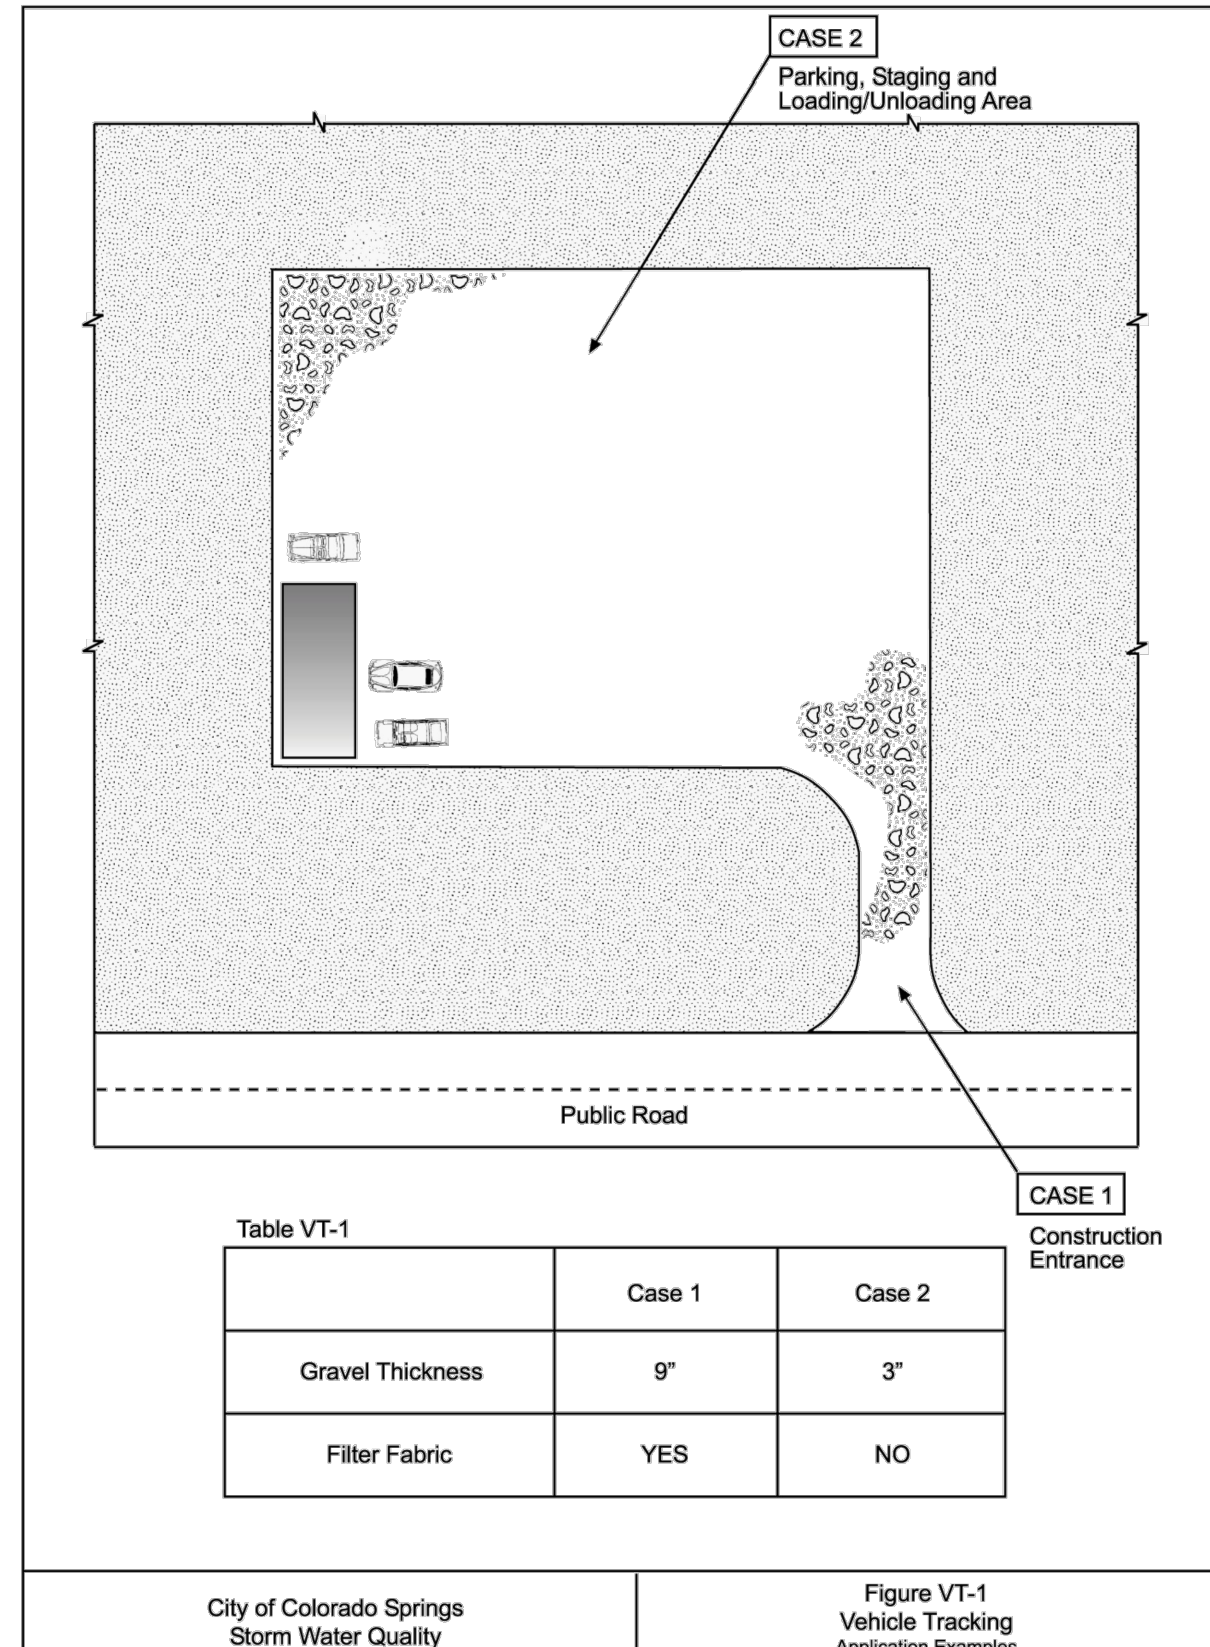 CASE 2
Parking, Staging and
Loading/Unloading Area
Public Road
CASE 1
Construction
Entrance
Table VT-1
Case 1 Case 2
Gravel Thickness 9” 3”
Filter Fabric YES NO
City of Colorado Springs
Storm Water Quality
Figure VT-1
Vehicle Tracking
Application Examples